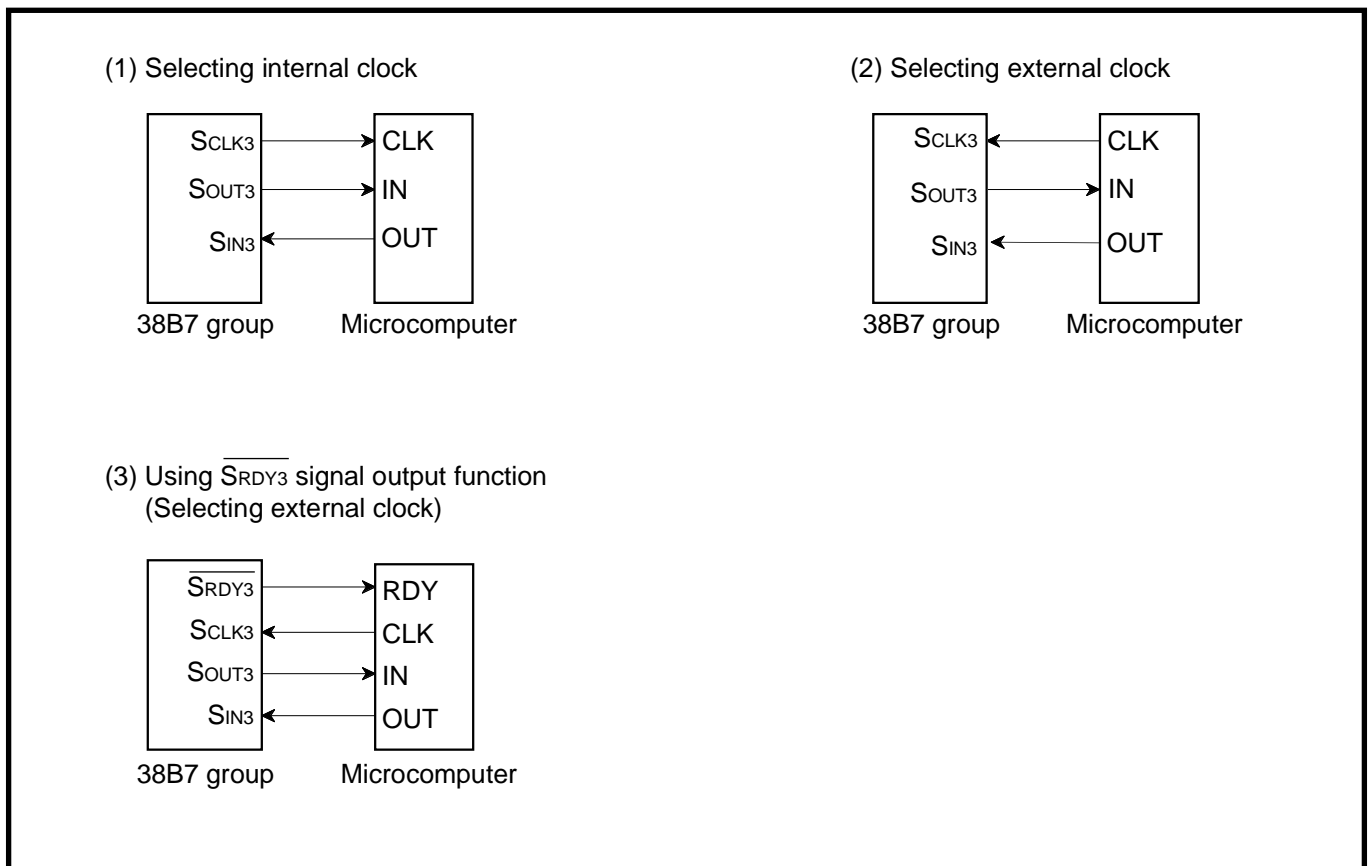 (1) Selecting internal clock
SCLK3 CLK
SOUT3 IN
SIN3 OUT
38B7 group Microcomputer
(2) Selecting external clock
SCLK3 CLK
SOUT3 IN
SIN3 OUT
38B7 group Microcomputer
(3) Using S̅R̅D̅Y̅3̅ signal output function
(Selecting external clock)
S̅R̅D̅Y̅3̅ RDY
SCLK3 CLK
SOUT3 IN
SIN3 OUT
38B7 group Microcomputer